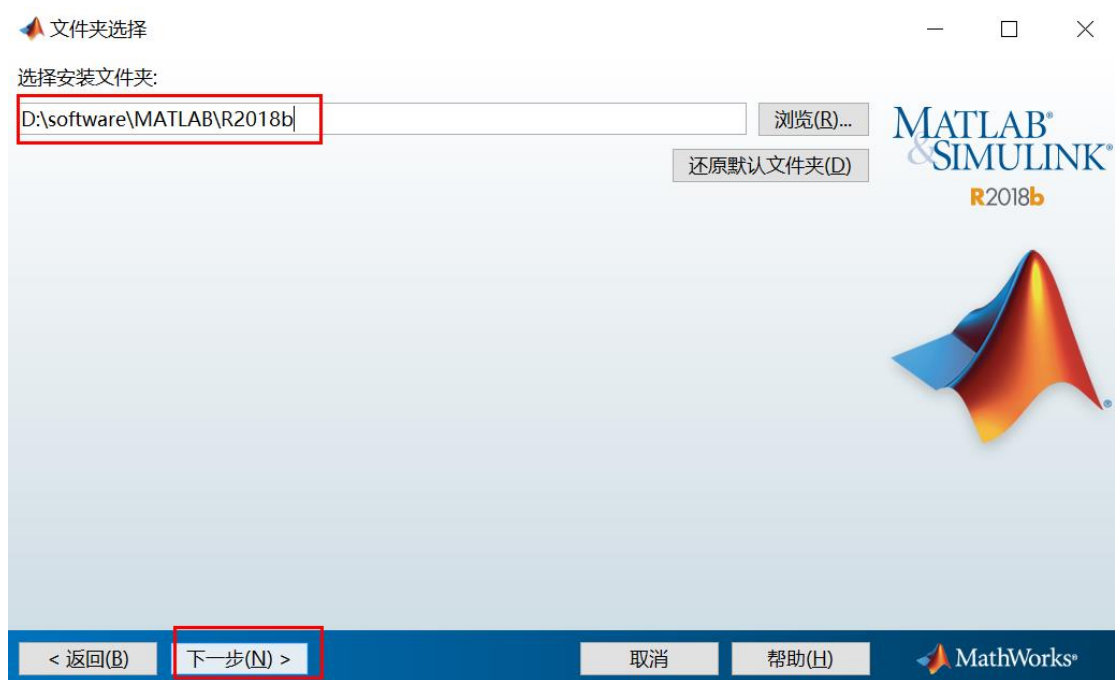 文件夹选择
选择安装文件夹:
D:\software\MATLAB\R2018b
浏览(R)...
还原默认文件夹(D)
MATLAB®
&SIMULINK®
R2018b
®
< 返回(B)
下一步(N) >
取消
帮助(H)
MathWorks®